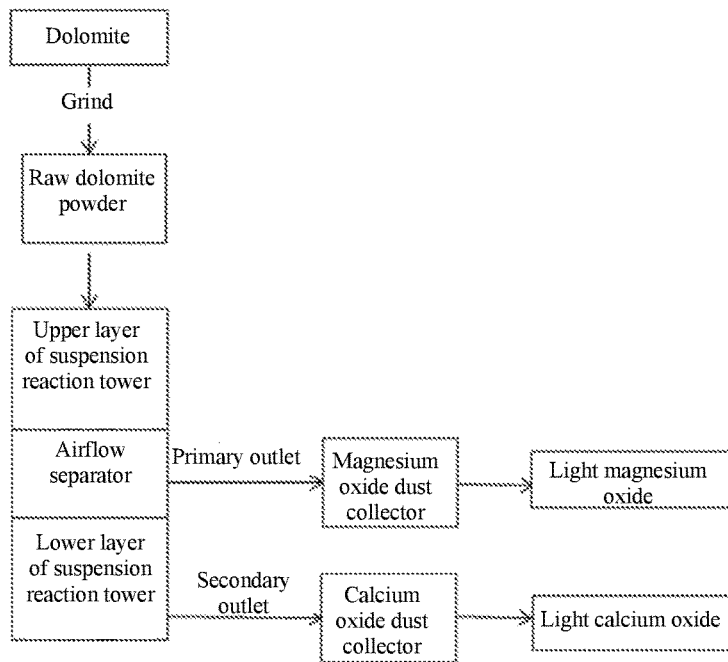 Dolomite
Grind
Raw dolomite
powder
Upper layer
of suspension
reaction tower
Airflow
separator
Primary outlet
Magnesium
oxide dust
collector
Light magnesium
oxide
Lower layer
of suspension
reaction tower
Secondary
outlet
Calcium
oxide dust
collector
Light calcium oxide